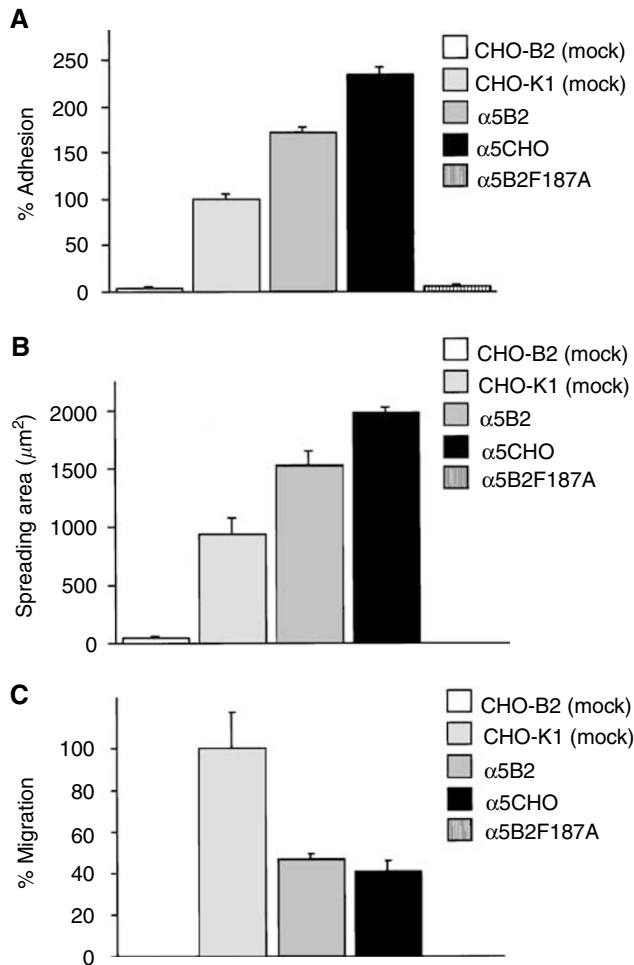 A
% Adhesion
250
200
150
100
50
0
CHO-B2 (mock)
CHO-K1 (mock)
α5B2
α5CHO
α5B2F187A
B
Spreading area (μm²)
2000
1500
1000
500
0
CHO-B2 (mock)
CHO-K1 (mock)
α5B2
α5CHO
α5B2F187A
C
% Migration
100
80
60
40
20
0
CHO-B2 (mock)
CHO-K1 (mock)
α5B2
α5CHO
α5B2F187A